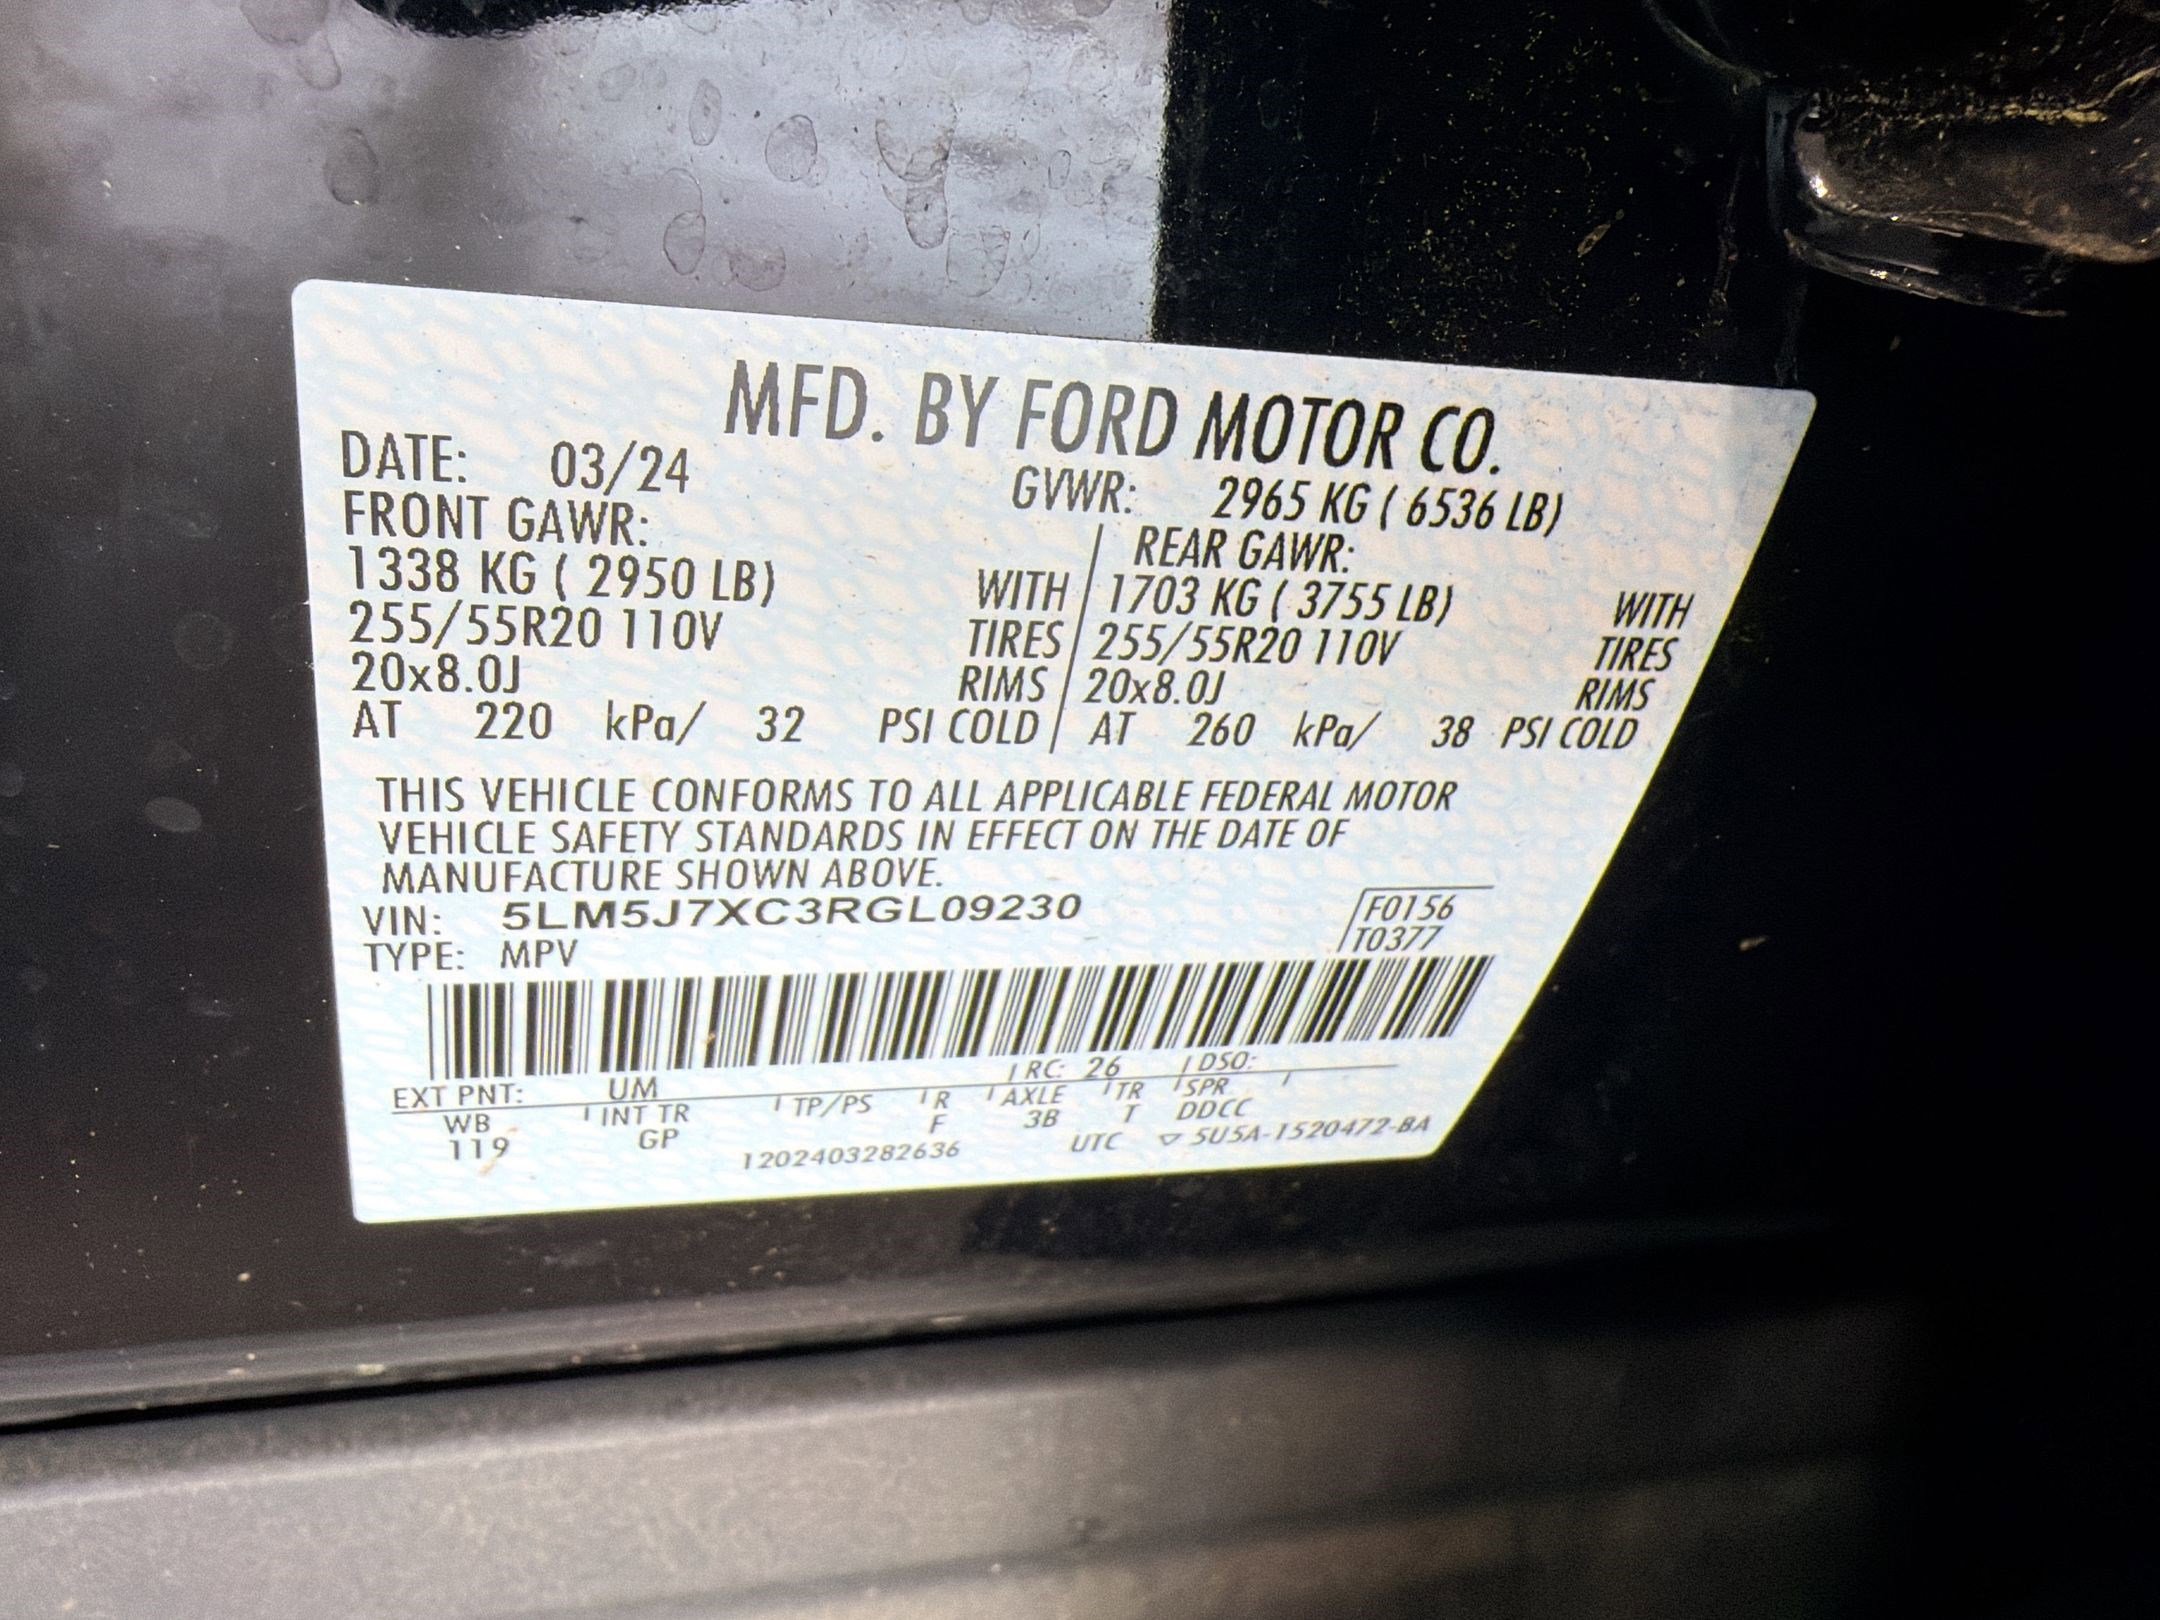 MFD. BY FORD MOTOR CO.
DATE: 03/24 GVWR: 2965 KG ( 6536 LB)
FRONT GAWR: REAR GAWR:
1338 KG ( 2950 LB) WITH 1703 KG ( 3755 LB) WITH
255/55R20 110V TIRES 255/55R20 110V TIRES
20x8.0J RIMS 20x8.0J RIMS
AT 220 kPa/ 32 PSI COLD AT 260 kPa/ 38 PSI COLD
THIS VEHICLE CONFORMS TO ALL APPLICABLE FEDERAL MOTOR
VEHICLE SAFETY STANDARDS IN EFFECT ON THE DATE OF
MANUFACTURE SHOWN ABOVE.
VIN: 5LM5J7XC3RGL09230 F0156
TYPE: MPV T0377
EXT PNT: UM RC: 26 DSO:
WB INT TR TP/PS R AXLE TR SPR
119 GP F 3B T DDCC
1202403282636 UTC ▽ 5U5A-1520472-BA